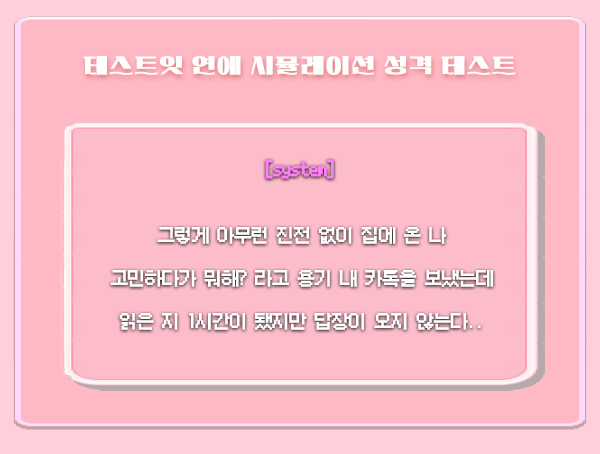 테스트잇 연애 시뮬레이션 성격 테스트
[system]
그렇게 아무런 진전 없이 집에 온 나
고민하다가 뭐해? 라고 용기 내 카톡을 보냈는데
읽은 지 1시간이 됐지만 답장이 오지 않는다..